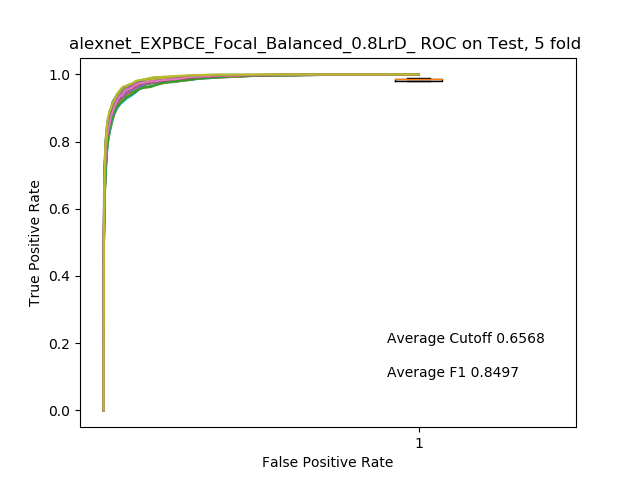 alexnet_EXPBCE_Focal_Balanced_0.8LrD_ ROC on Test, 5 fold
1.0
0.8
0.6
0.4
0.2
0.0
True Positive Rate
Average Cutoff 0.6568
Average F1 0.8497
1
False Positive Rate